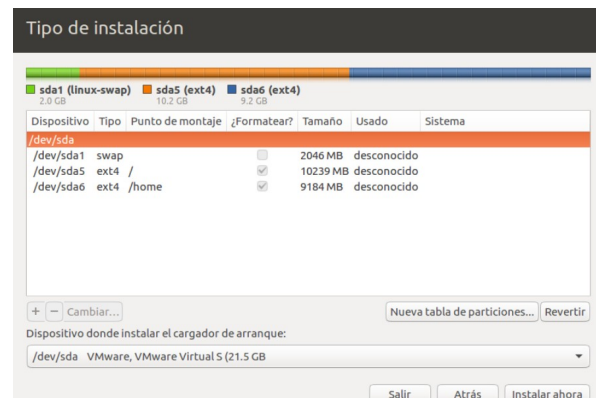 Tipo de instalación
sda1 (linux-swap) sda5 (ext4) sda6 (ext4)
2.0 GB 10.2 GB 9.2 GB
Dispositivo Tipo Punto de montaje ¿Formatear? Tamaño Usado Sistema
/dev/sda
/dev/sda1 swap 2046 MB desconocido
/dev/sda5 ext4 / 10239 MB desconocido
/dev/sda6 ext4 /home 9184 MB desconocido
+ - Cambiar... Nueva tabla de particiones... Revertir
Dispositivo donde instalar el cargador de arranque:
/dev/sda VMware, VMware Virtual S (21.5 GB
Salir Atrás Instalar ahora